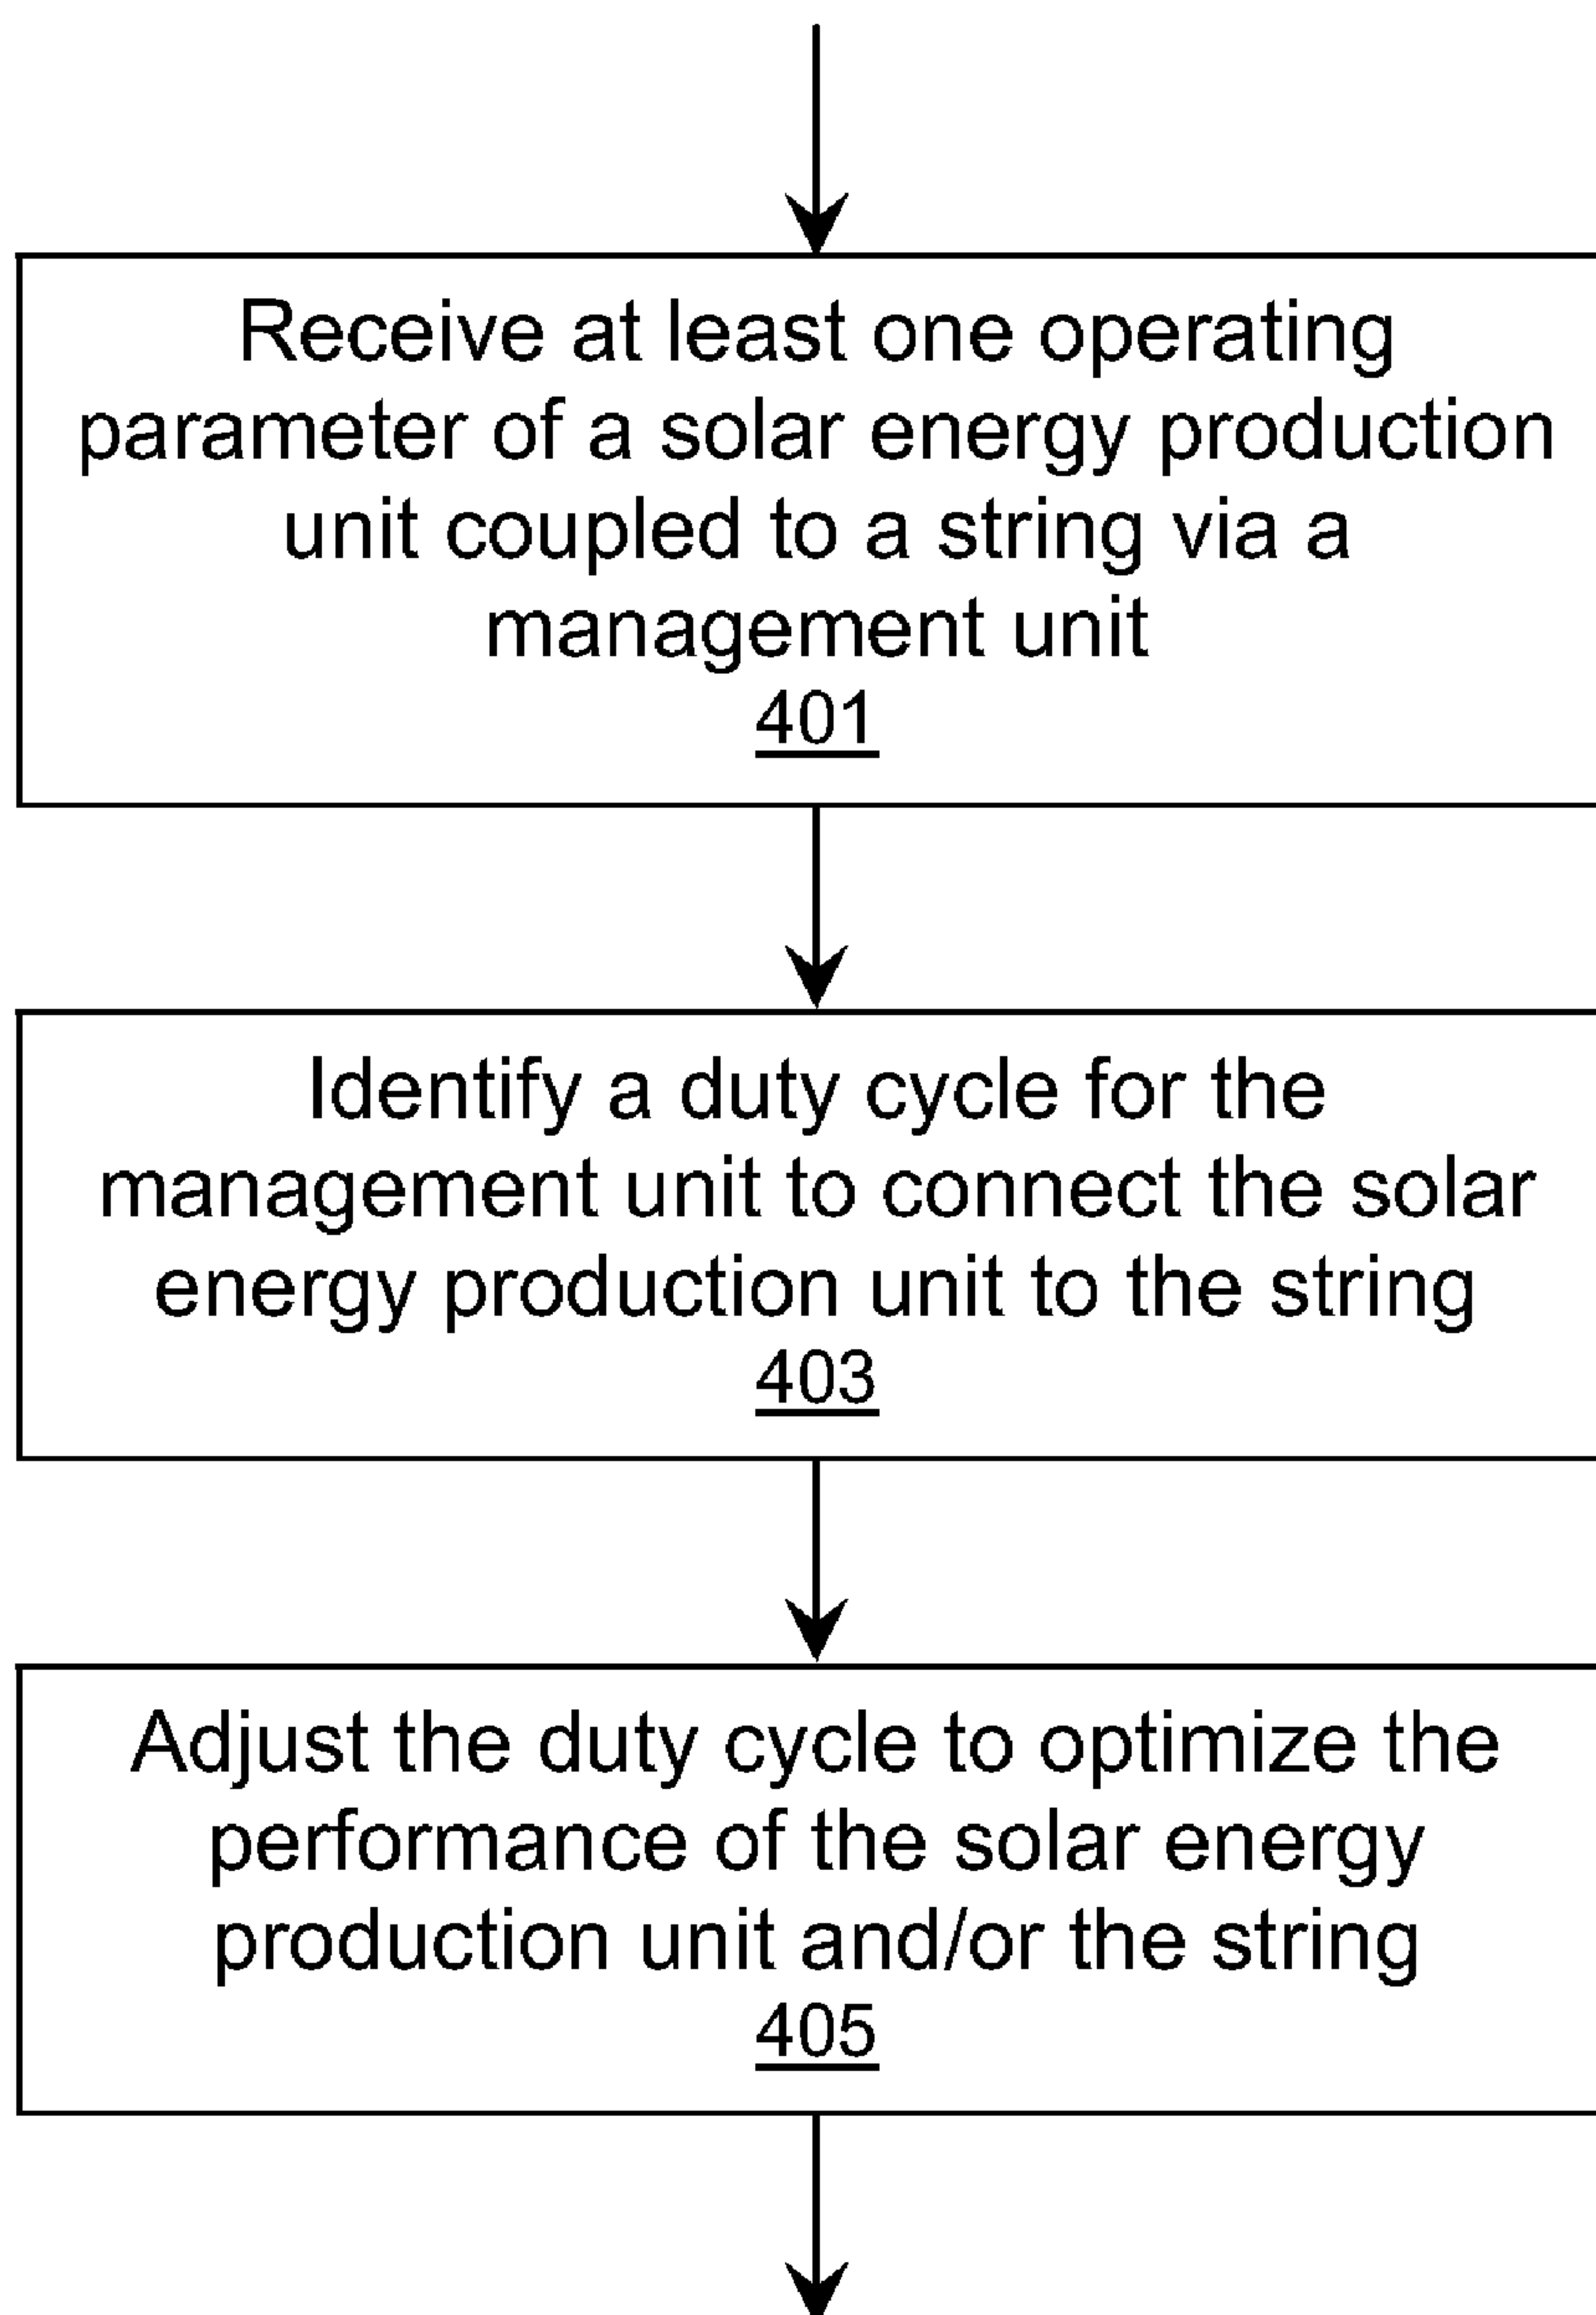 Receive at least one operating
parameter of a solar energy production
unit coupled to a string via a
management unit
401
Identify a duty cycle for the
management unit to connect the solar
energy production unit to the string
403
Adjust the duty cycle to optimize the
performance of the solar energy
production unit and/or the string
405